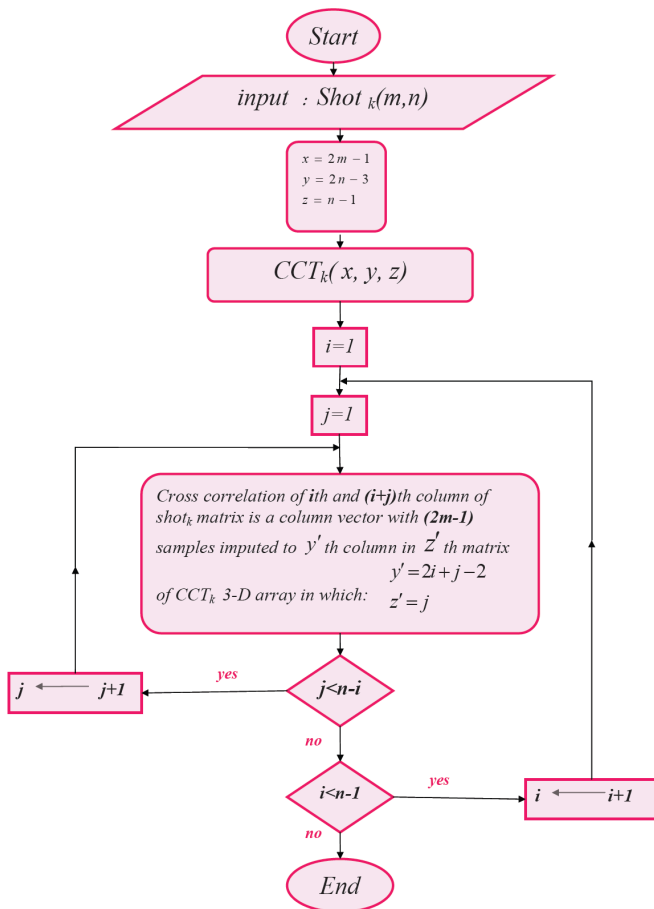 Start
input : Shot k(m,n)
x = 2m − 1
y = 2n − 3
z = n − 1
CCTk( x, y, z)
i=1
j=1
Cross correlation of ith and (i+j)th column of
shotk matrix is a column vector with (2m-1)
samples imputed to y′ th column in z′ th matrix
y′ = 2i + j − 2
of CCTk 3-D array in which:
z′ = j
j<n-i
yes
j ← j+1
no
i<n-1
yes
i ← i+1
no
End